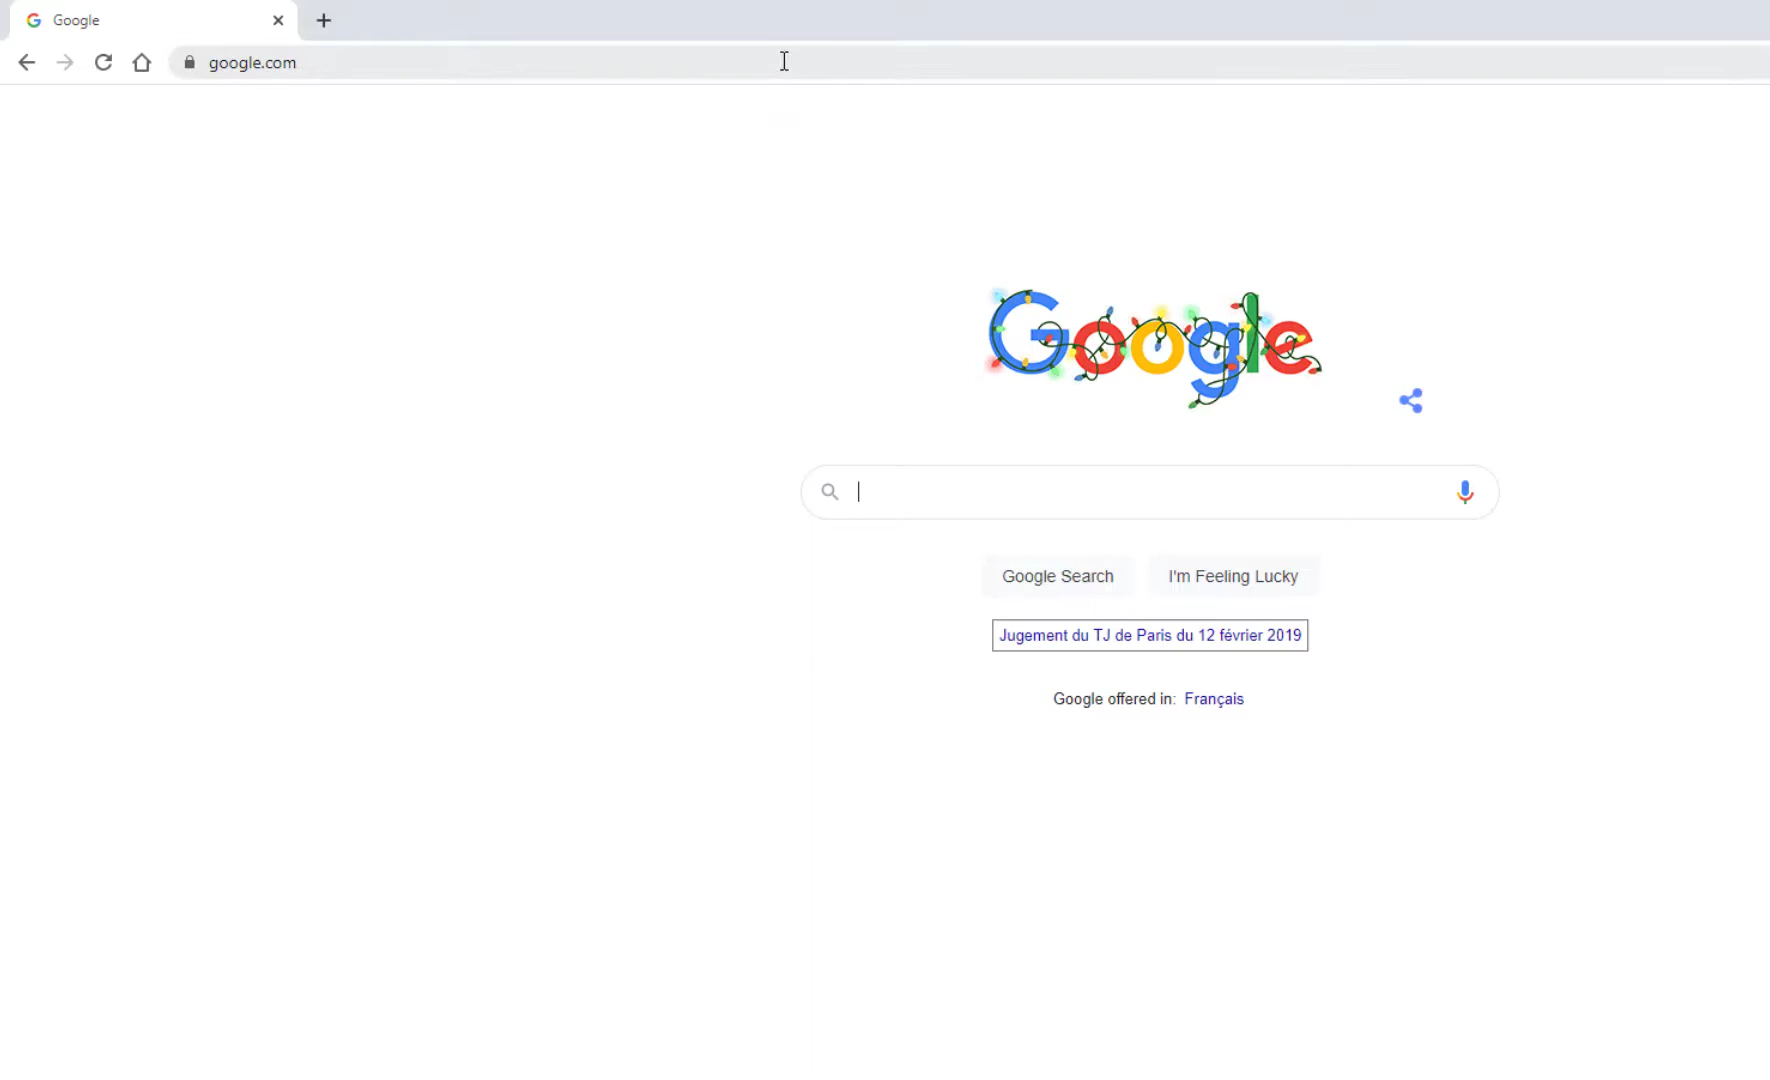 Google
google.com
Google
Google Search
I'm Feeling Lucky
Jugement du TJ de Paris du 12 février 2019
Google offered in: Français